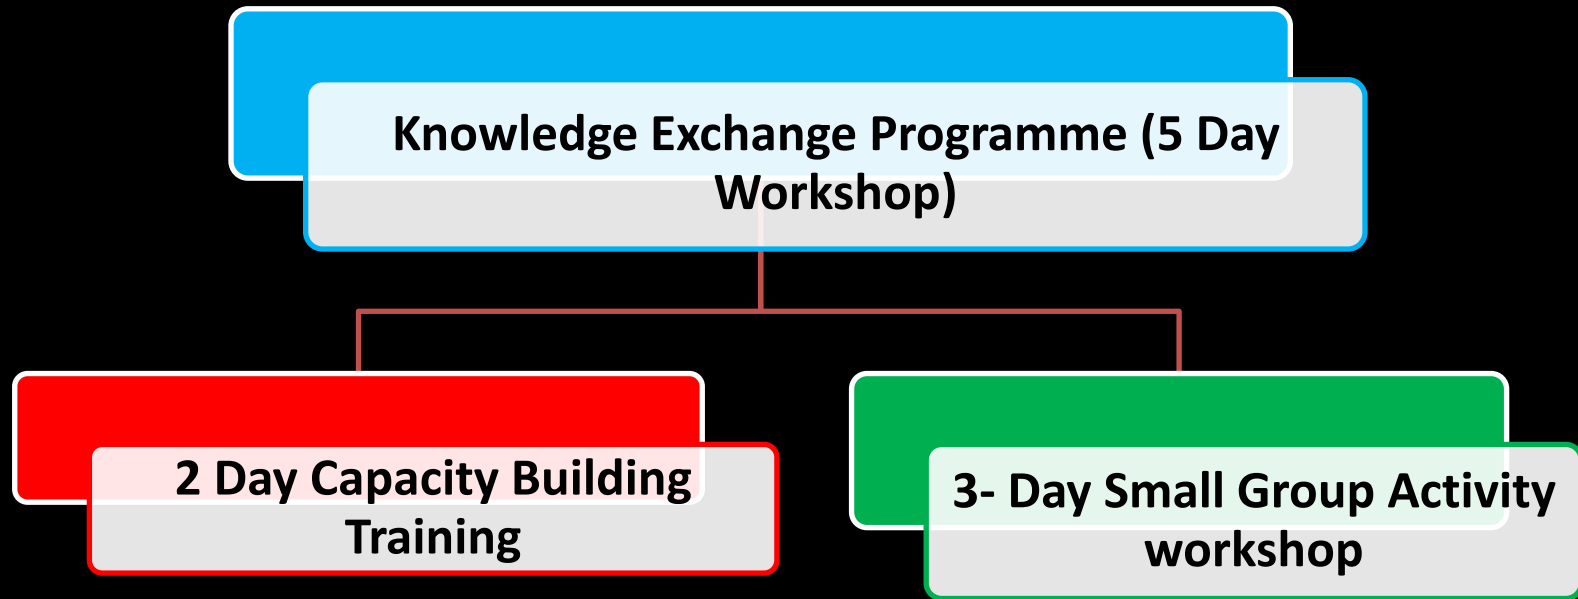 Knowledge Exchange Programme (5 Day
Workshop)
2 Day Capacity Building
Training
3- Day Small Group Activity
workshop